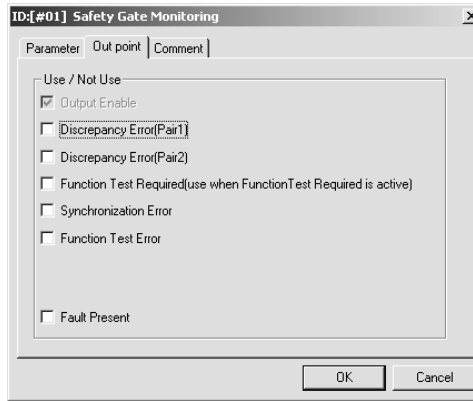 ID:[#01] Safety Gate Monitoring
Parameter Out point Comment
Use / Not Use
Output Enable
Discrepancy Error(Pair1)
Discrepancy Error(Pair2)
Function Test Required(use when FunctionTest Required is active)
Synchronization Error
Function Test Error
Fault Present
OK Cancel